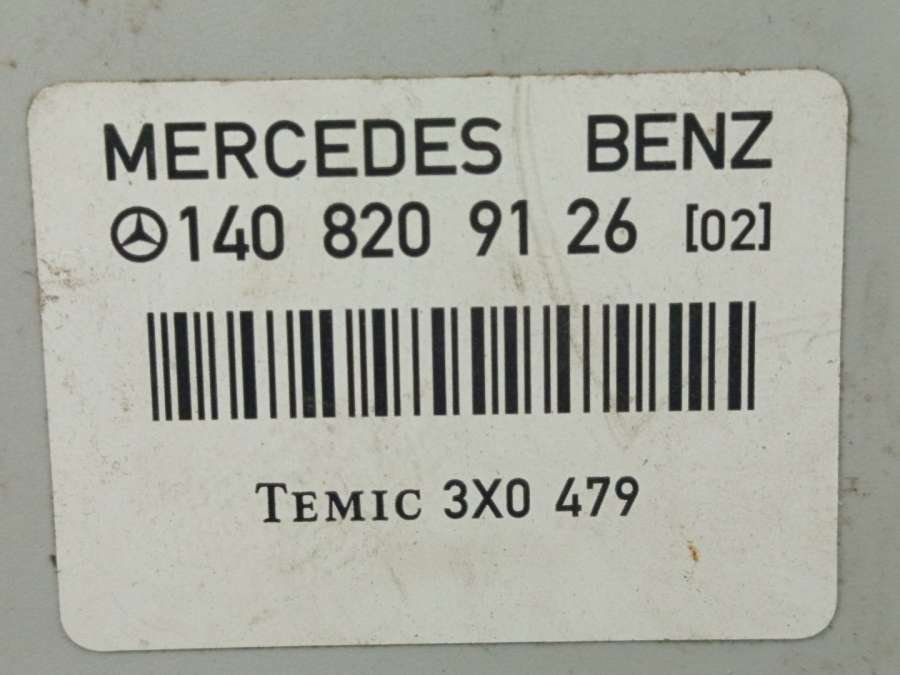 MERCEDES BENZ
140 820 91 26 [02]
TEMIC 3X0 479